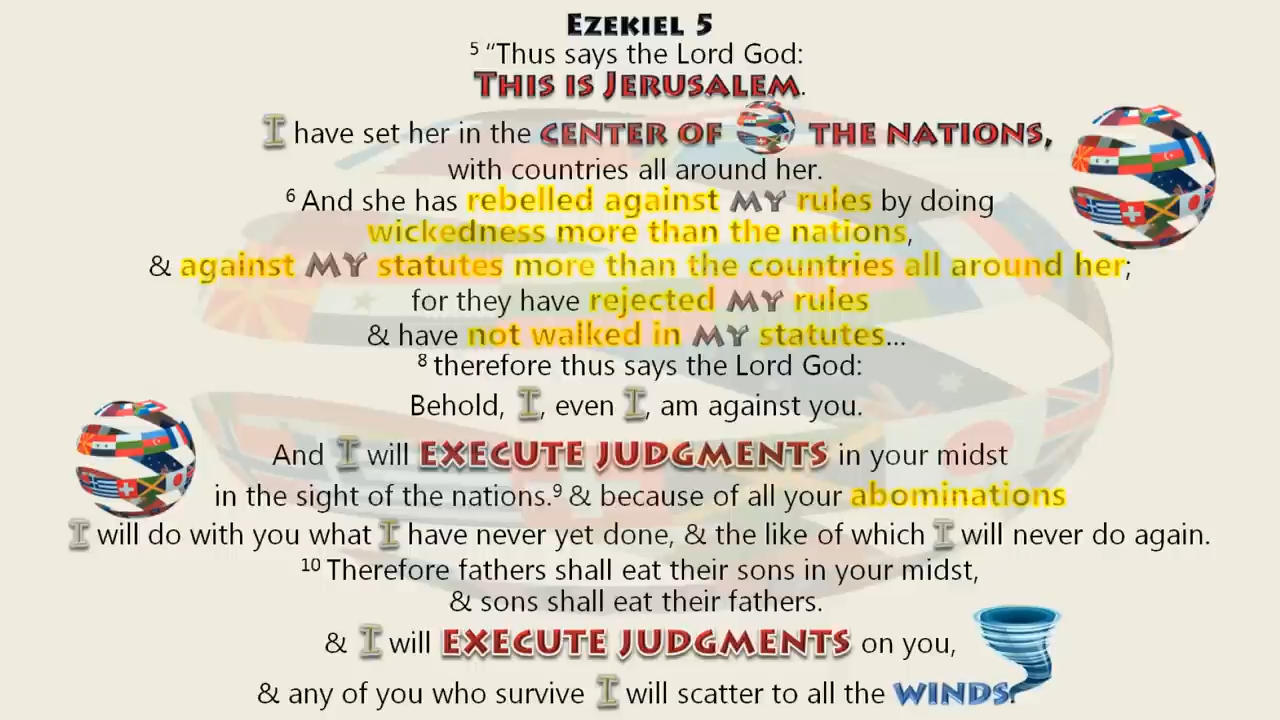 EZEKIEL 5
5 “Thus says the Lord God:
THIS IS JERUSALEM.
I have set her in the CENTER OF THE NATIONS,
with countries all around her.
6 And she has rebelled against MY rules by doing
wickedness more than the nations,
& against MY statutes more than the countries all around her;
for they have rejected MY rules
& have not walked in MY statutes...
8 therefore thus says the Lord God:
Behold, I, even I, am against you.
And I will EXECUTE JUDGMENTS in your midst
in the sight of the nations.9 & because of all your abominations
I will do with you what I have never yet done, & the like of which I will never do again.
10 Therefore fathers shall eat their sons in your midst,
& sons shall eat their fathers.
& I will EXECUTE JUDGMENTS on you,
& any of you who survive I will scatter to all the WINDS.